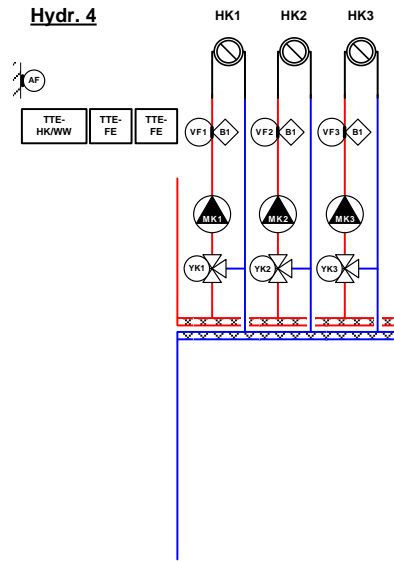 Hydr. 4
HK1 HK2 HK3
AF
TTE-
HK/WW
TTE-
FE
TTE-
FE
VF1 B1 VF2 B1 VF3 B1
MK1 MK2 MK3
YK1 YK2 YK3